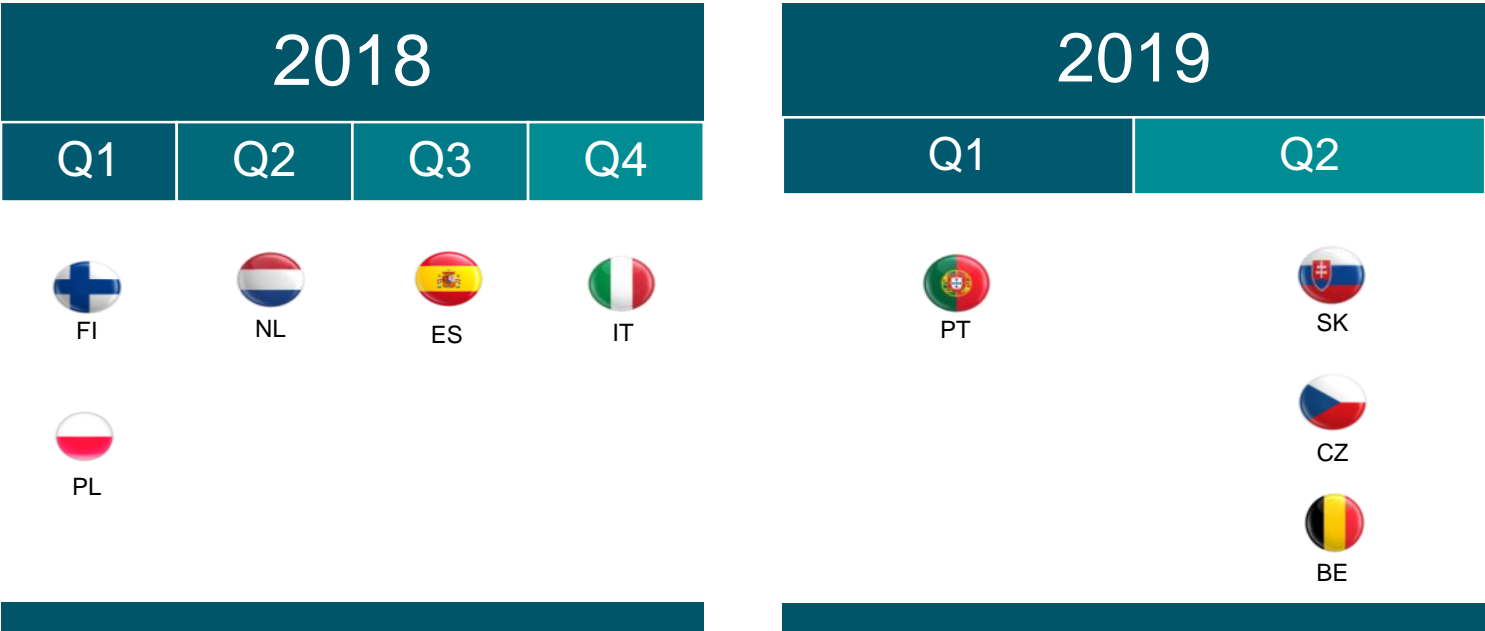 2018
Q1 Q2 Q3 Q4
FI NL ES IT
PL
2019
Q1 Q2
PT SK
CZ
BE